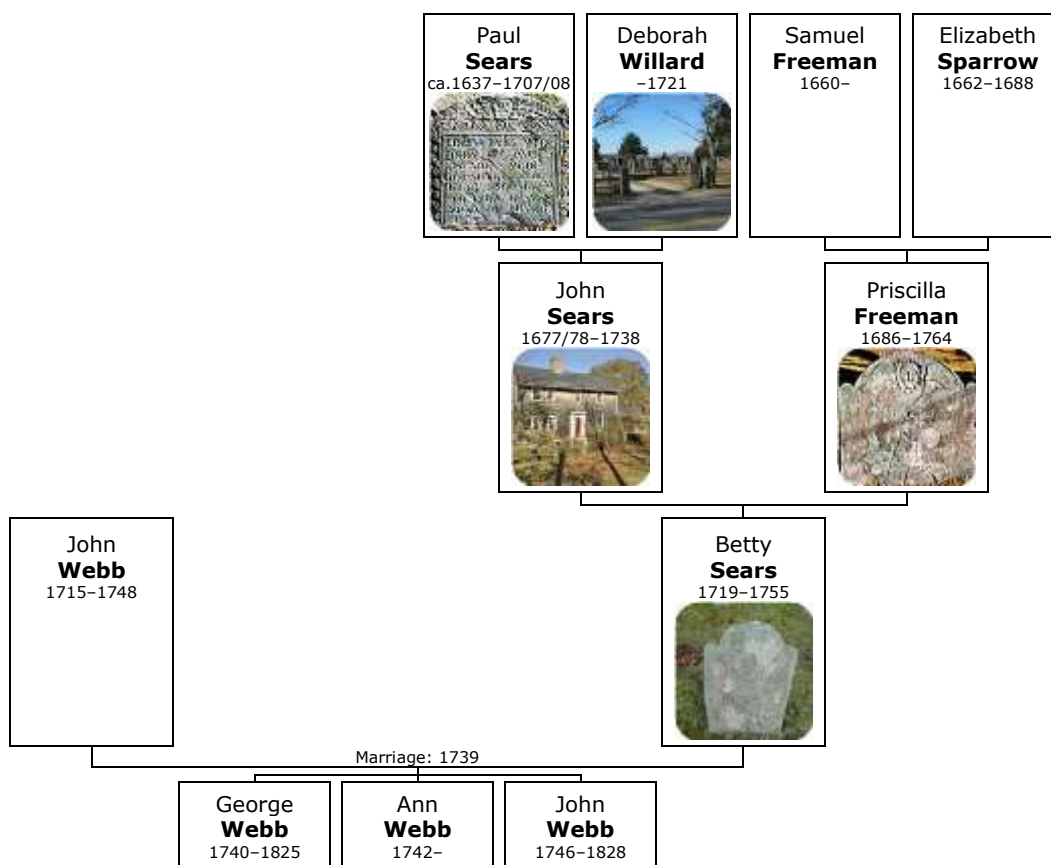 Paul
Sears
ca.1637–1707/08
Deborah
Willard
–1721
Samuel
Freeman
1660–
Elizabeth
Sparrow
1662–1688
John
Sears
1677/78–1738
Priscilla
Freeman
1686–1764
John
Webb
1715–1748
Betty
Sears
1719–1755
Marriage: 1739
George
Webb
1740–1825
Ann
Webb
1742–
John
Webb
1746–1828